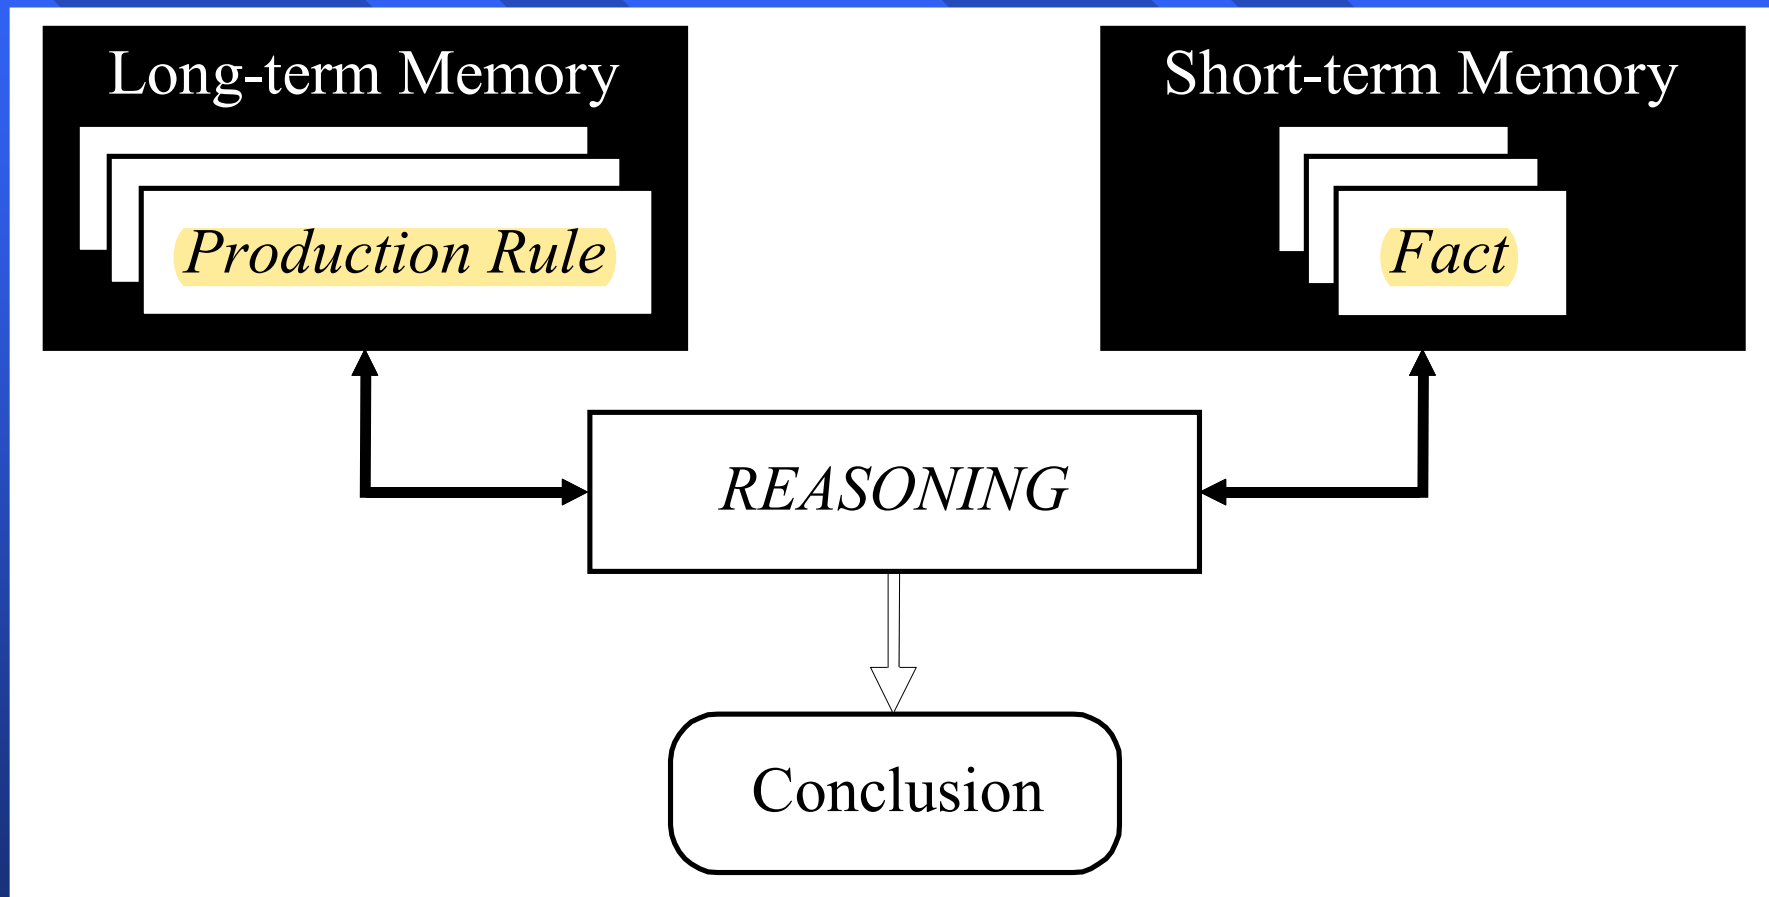 Long-term Memory
Short-term Memory
Production Rule
Fact
REASONING
Conclusion